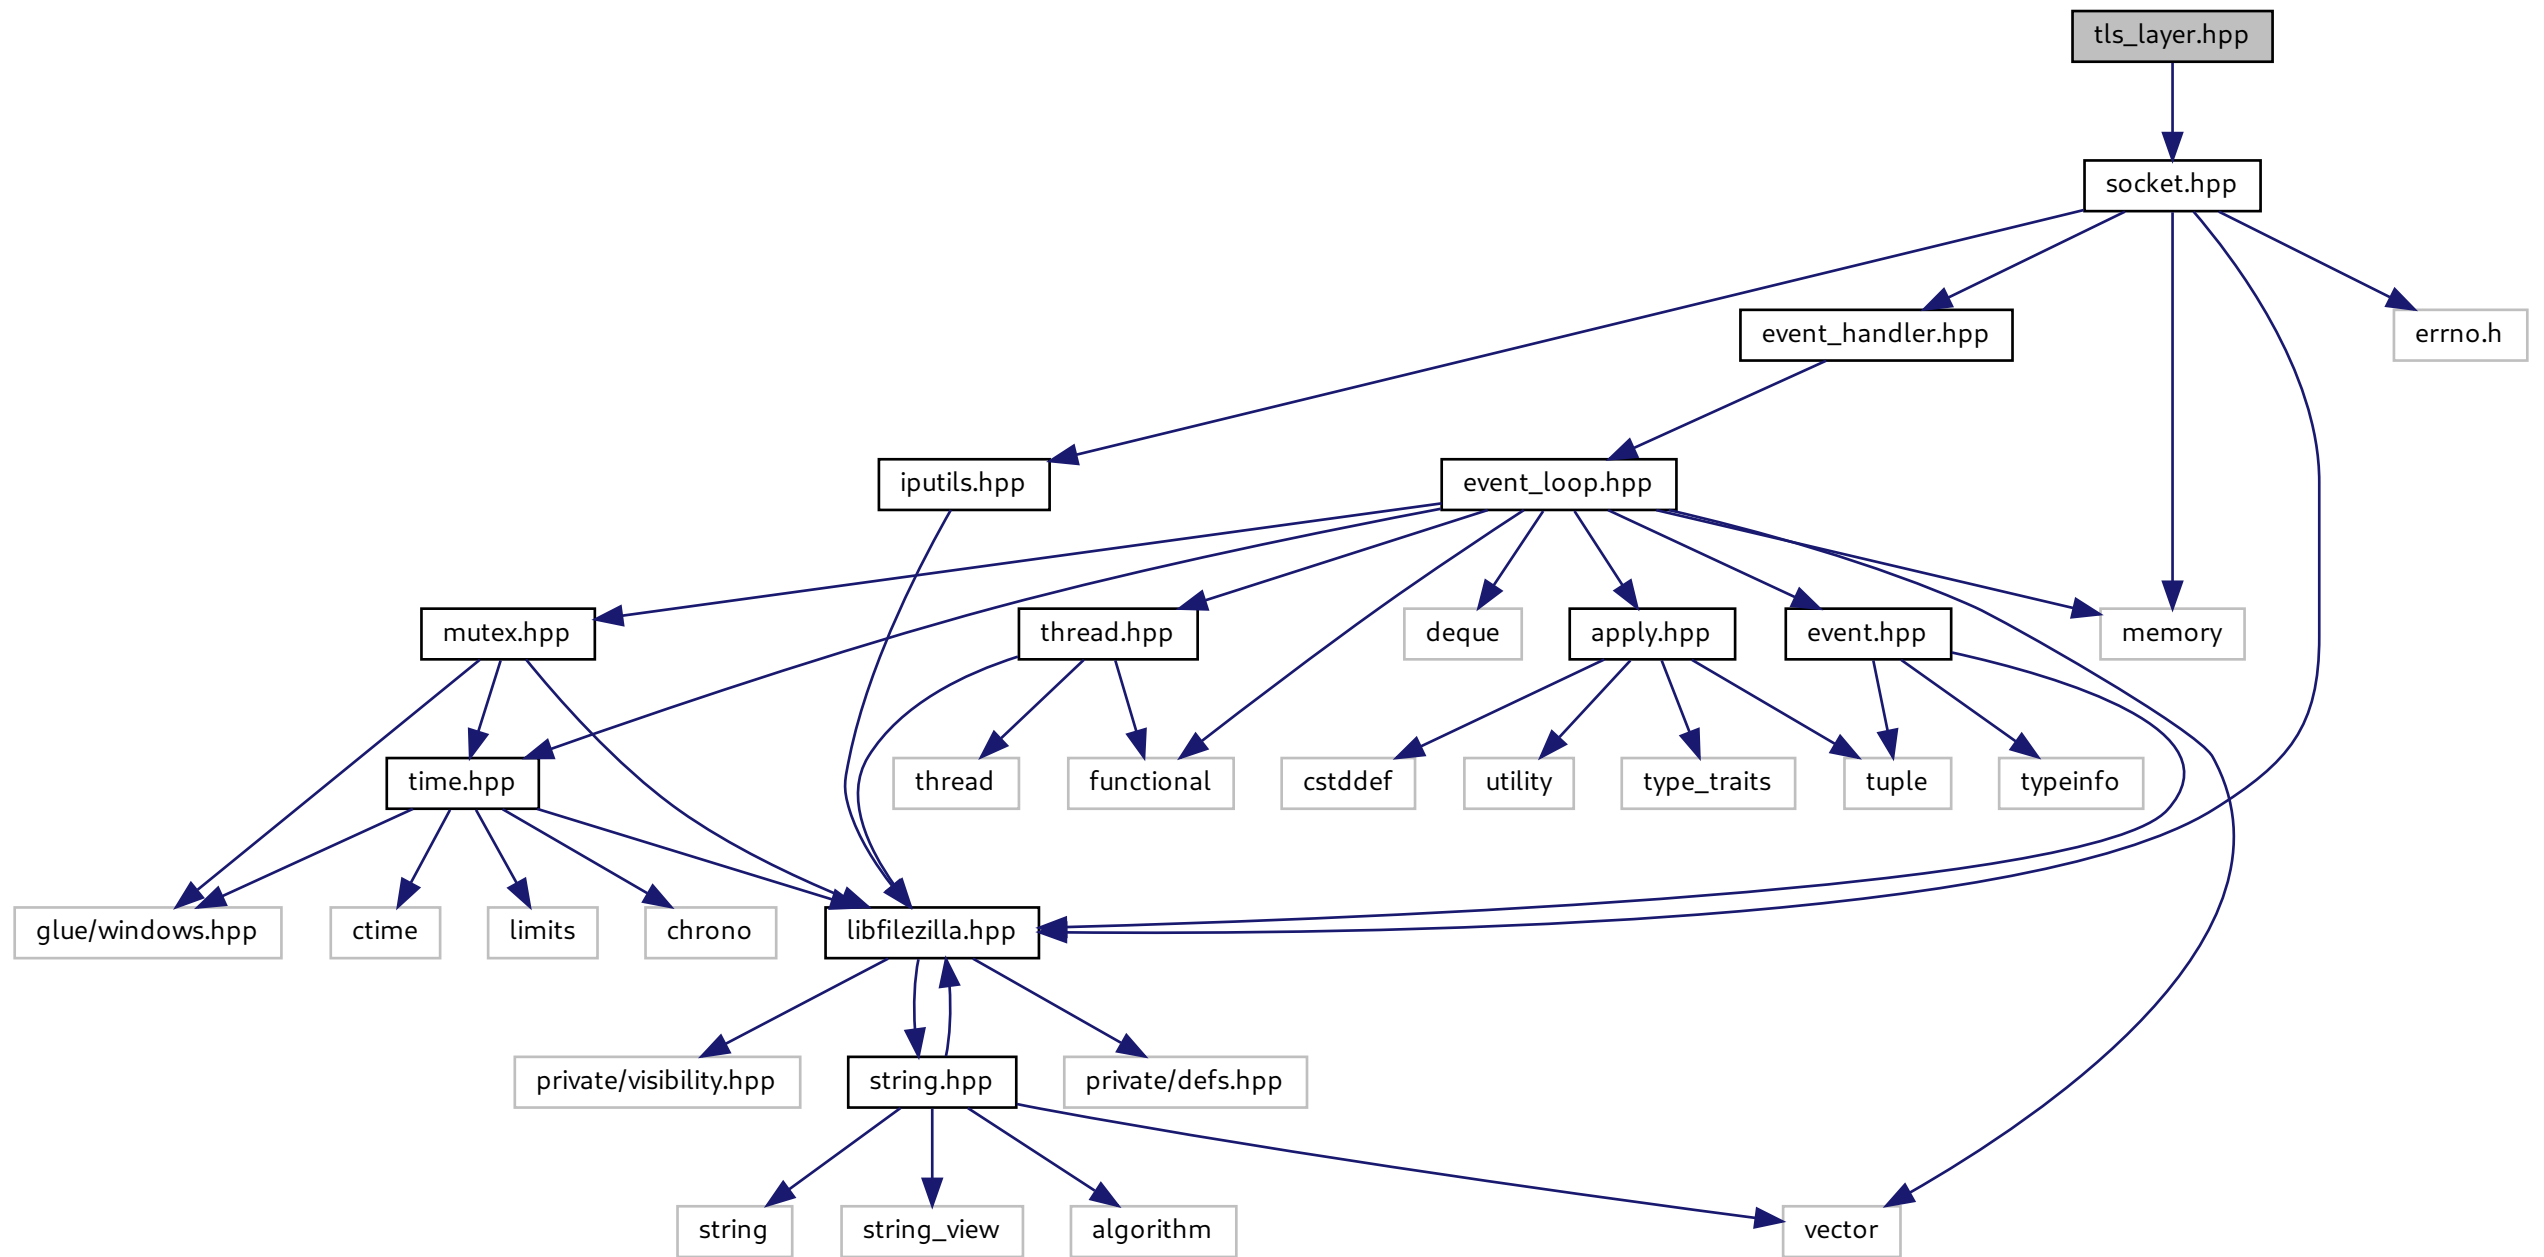 tls_layer.hpp
socket.hpp
event_handler.hpp
errno.h
iputils.hpp
event_loop.hpp
mutex.hpp
thread.hpp
deque
apply.hpp
event.hpp
memory
time.hpp
thread
functional
cstddef
utility
type_traits
tuple
typeinfo
glue/windows.hpp
ctime
limits
chrono
libfilezilla.hpp
private/visibility.hpp
string.hpp
private/defs.hpp
string
string_view
algorithm
vector